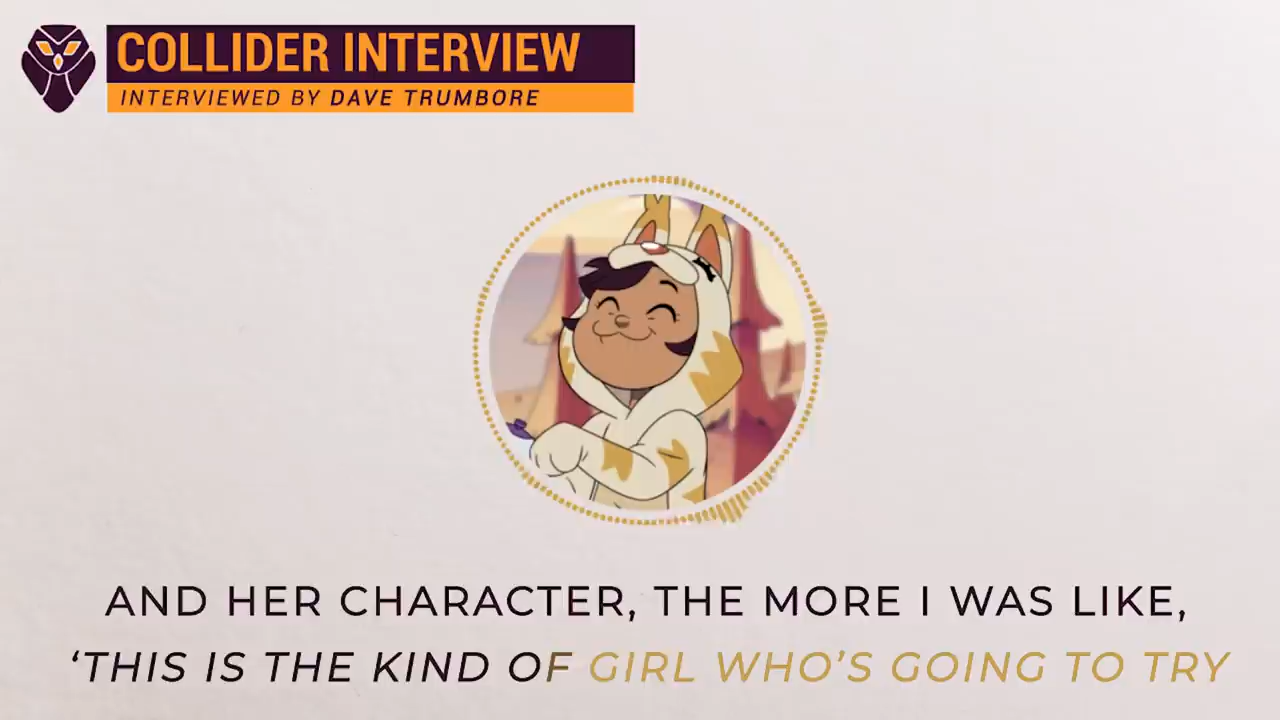 COLLIDER INTERVIEW
INTERVIEWED BY DAVE TRUMBORE
AND HER CHARACTER, THE MORE I WAS LIKE,
‘THIS IS THE KIND OF GIRL WHO’S GOING TO TRY